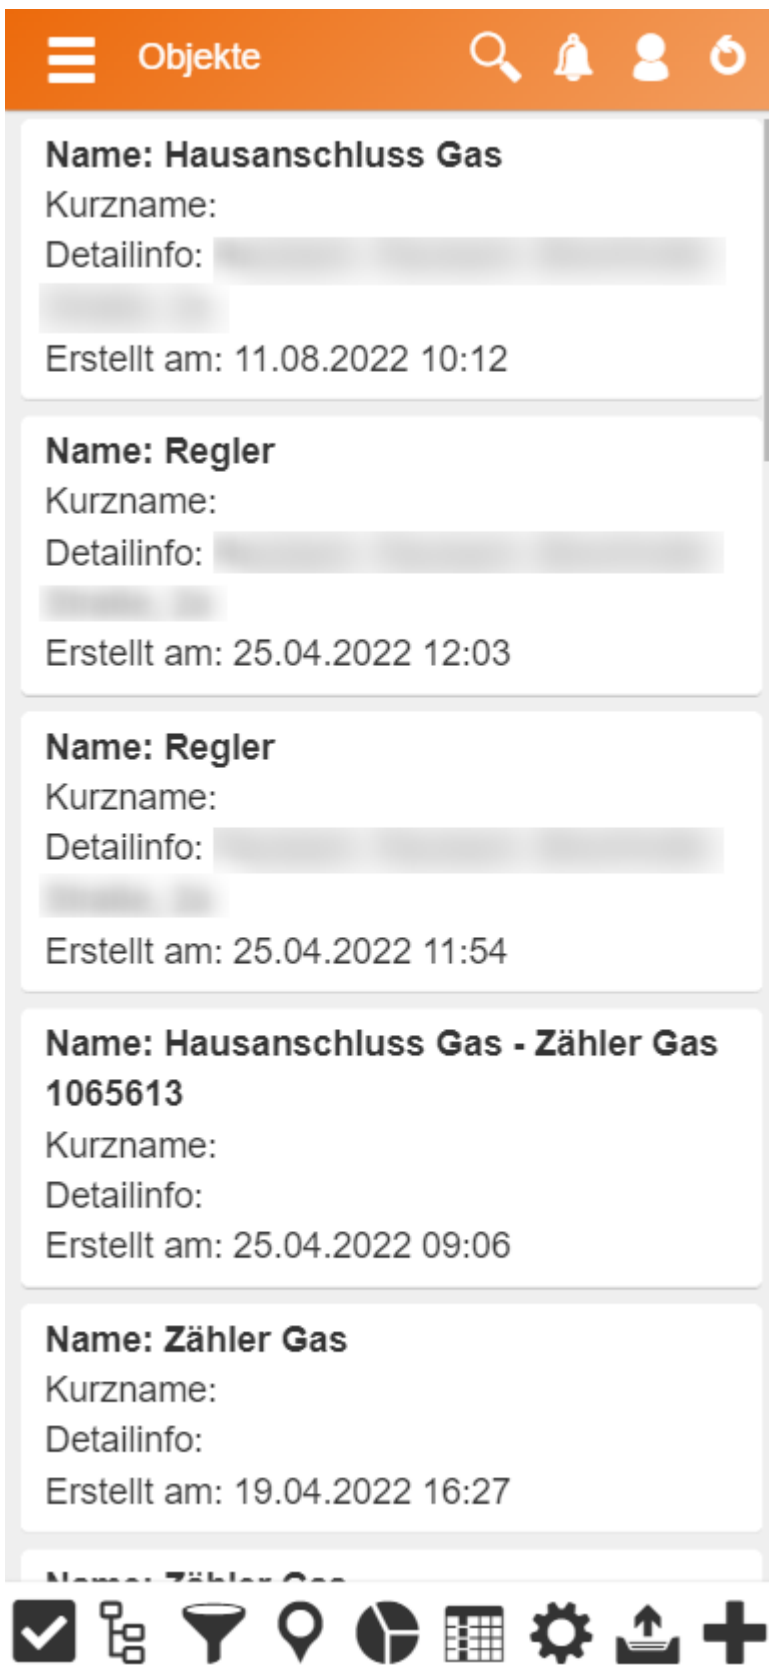 Objekte
Name: Hausanschluss Gas
Kurzname:
Detailinfo:
Erstellt am: 11.08.2022 10:12
Name: Regler
Kurzname:
Detailinfo:
Erstellt am: 25.04.2022 12:03
Name: Regler
Kurzname:
Detailinfo:
Erstellt am: 25.04.2022 11:54
Name: Hausanschluss Gas - Zähler Gas
1065613
Kurzname:
Detailinfo:
Erstellt am: 25.04.2022 09:06
Name: Zähler Gas
Kurzname:
Detailinfo:
Erstellt am: 19.04.2022 16:27
Name: Zähler Gas